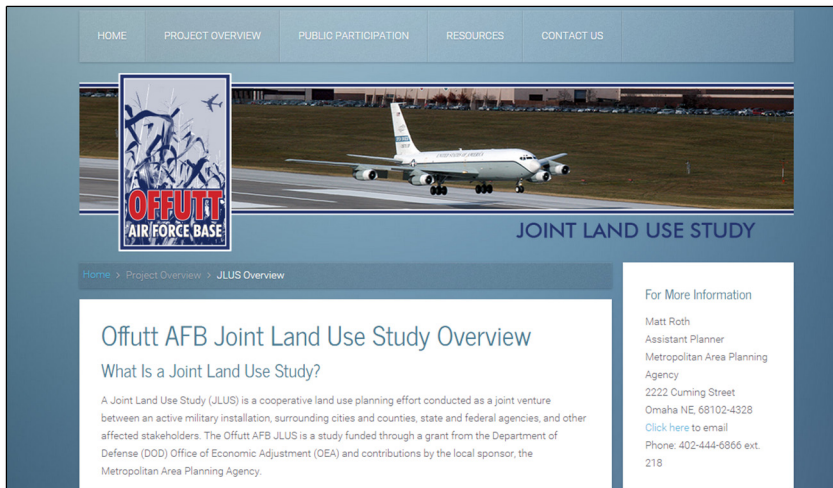 HOME
PROJECT OVERVIEW
PUBLIC PARTICIPATION
RESOURCES
CONTACT US
UNITED STATES OF AMERICA
OFFUTT
AIR FORCE BASE
JOINT LAND USE STUDY
Home > Project Overview > JLUS Overview
Offutt AFB Joint Land Use Study Overview
What Is a Joint Land Use Study?
A Joint Land Use Study (JLUS) is a cooperative land use planning effort conducted as a joint venture
between an active military installation, surrounding cities and counties, state and federal agencies, and other
affected stakeholders. The Offutt AFB JLUS is a study funded through a grant from the Department of
Defense (DOD) Office of Economic Adjustment (OEA) and contributions by the local sponsor, the
Metropolitan Area Planning Agency.
For More Information
Matt Roth
Assistant Planner
Metropolitan Area Planning
Agency
2222 Cuming Street
Omaha NE, 68102-4328
Click here to email
Phone: 402-444-6866 ext.
218